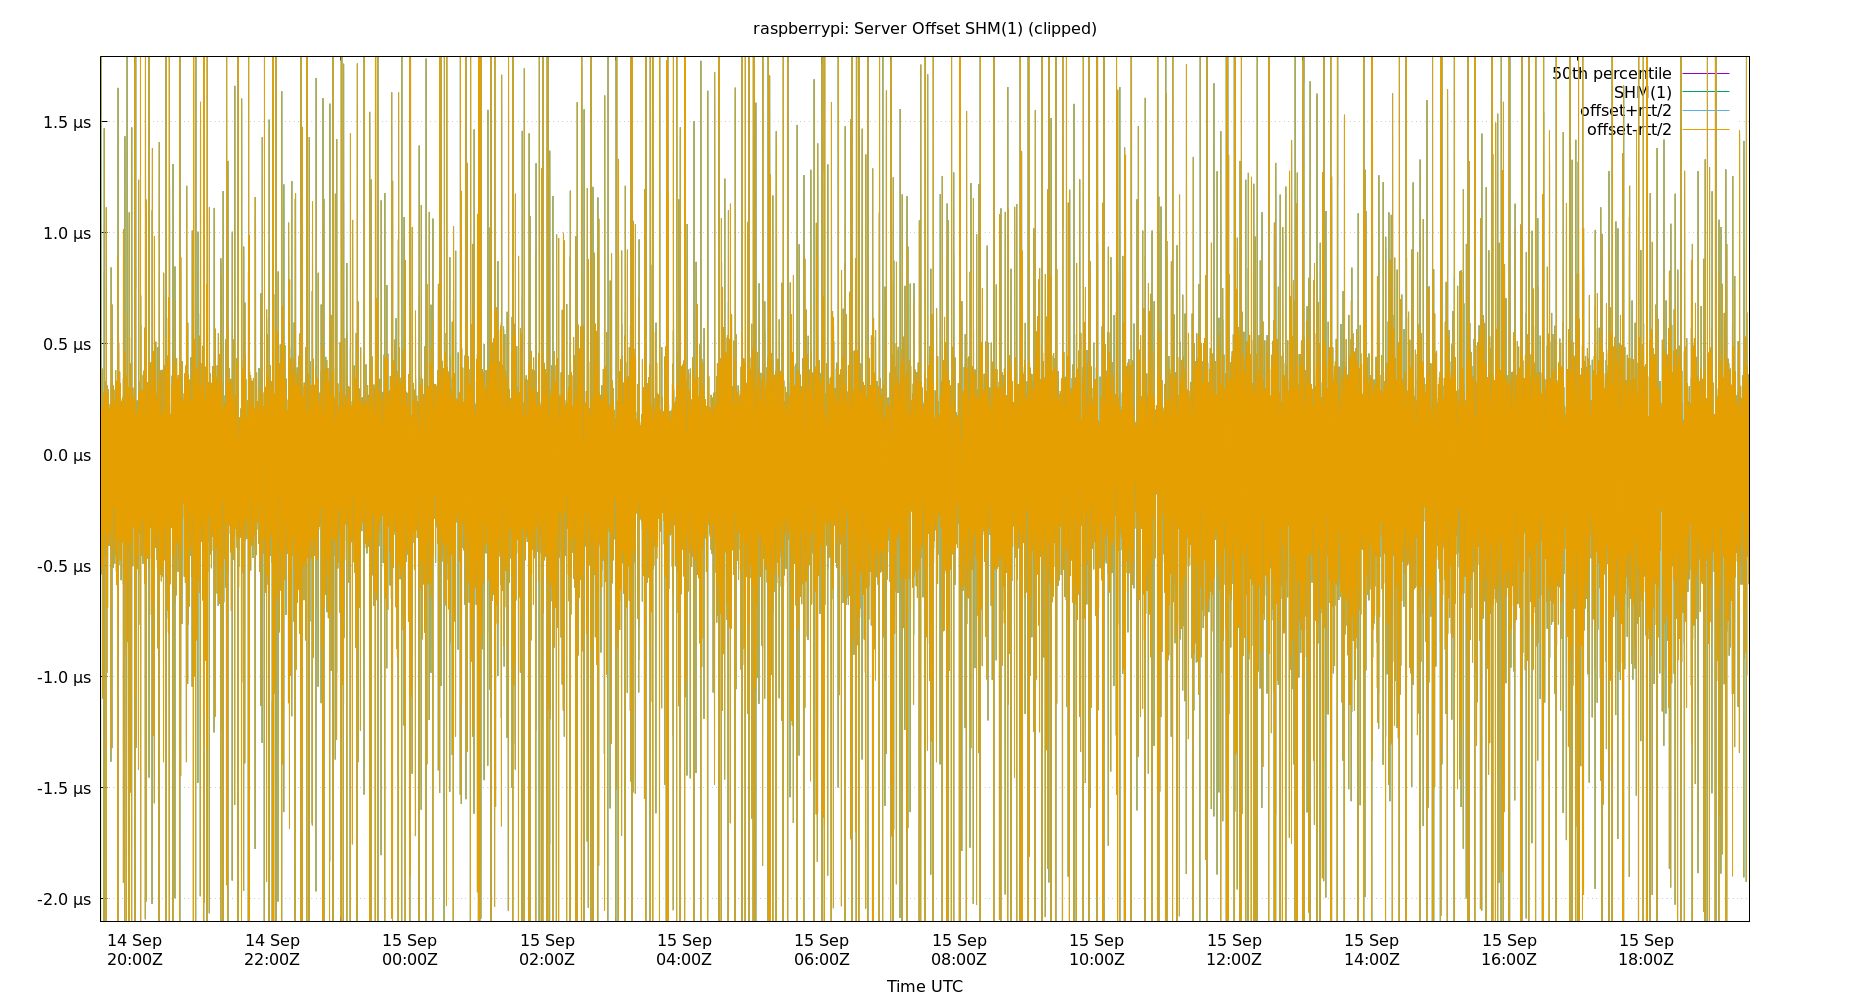 raspberrypi: Server Offset SHM(1) (clipped)
50th percentile
SHM(1)
offset+rtt/2
offset-rtt/2
1.5 µs
1.0 µs
0.5 µs
0.0 µs
-0.5 µs
-1.0 µs
-1.5 µs
-2.0 µs
14 Sep 14 Sep 15 Sep 15 Sep 15 Sep 15 Sep 15 Sep 15 Sep 15 Sep 15 Sep 15 Sep 15 Sep
20:00Z 22:00Z 00:00Z 02:00Z 04:00Z 06:00Z 08:00Z 10:00Z 12:00Z 14:00Z 16:00Z 18:00Z
Time UTC